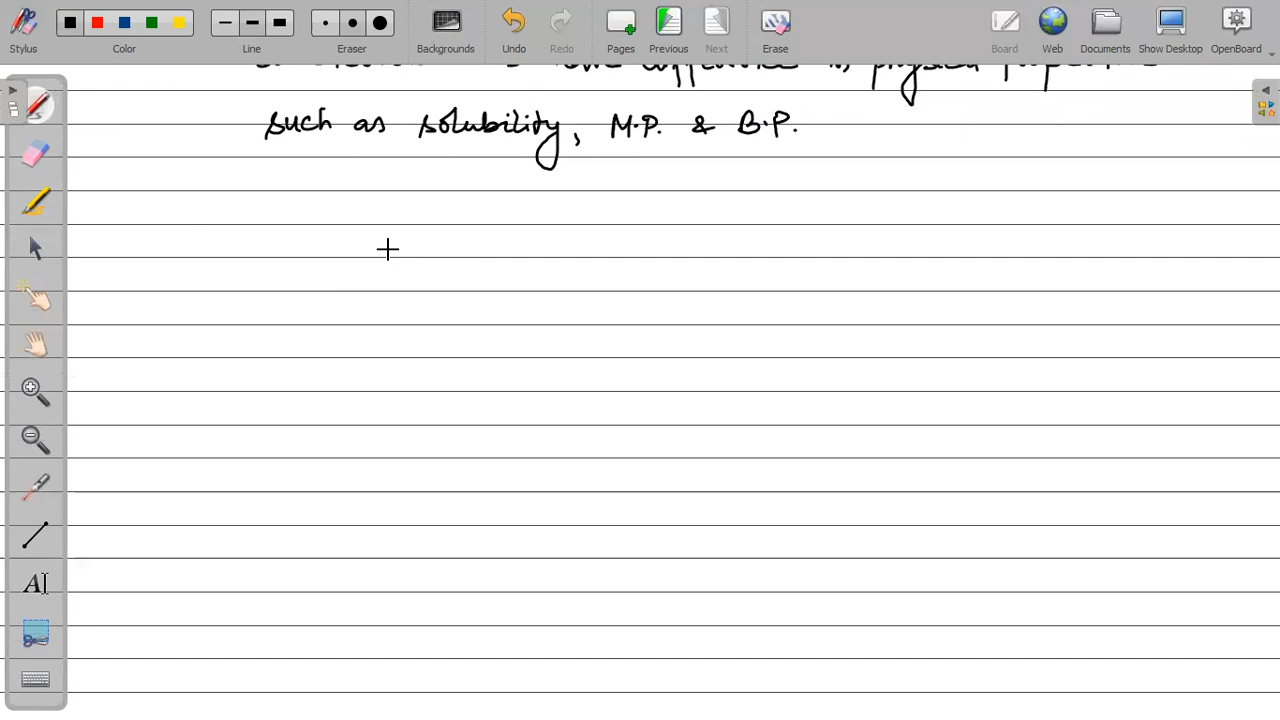 Stylus
Color
Line
Eraser
Backgrounds
Undo
Redo
Pages
Previous
Next
Erase
Board
Web
Documents
Show Desktop
OpenBoard
physical
such as solubility, M.P. & B.P.
A